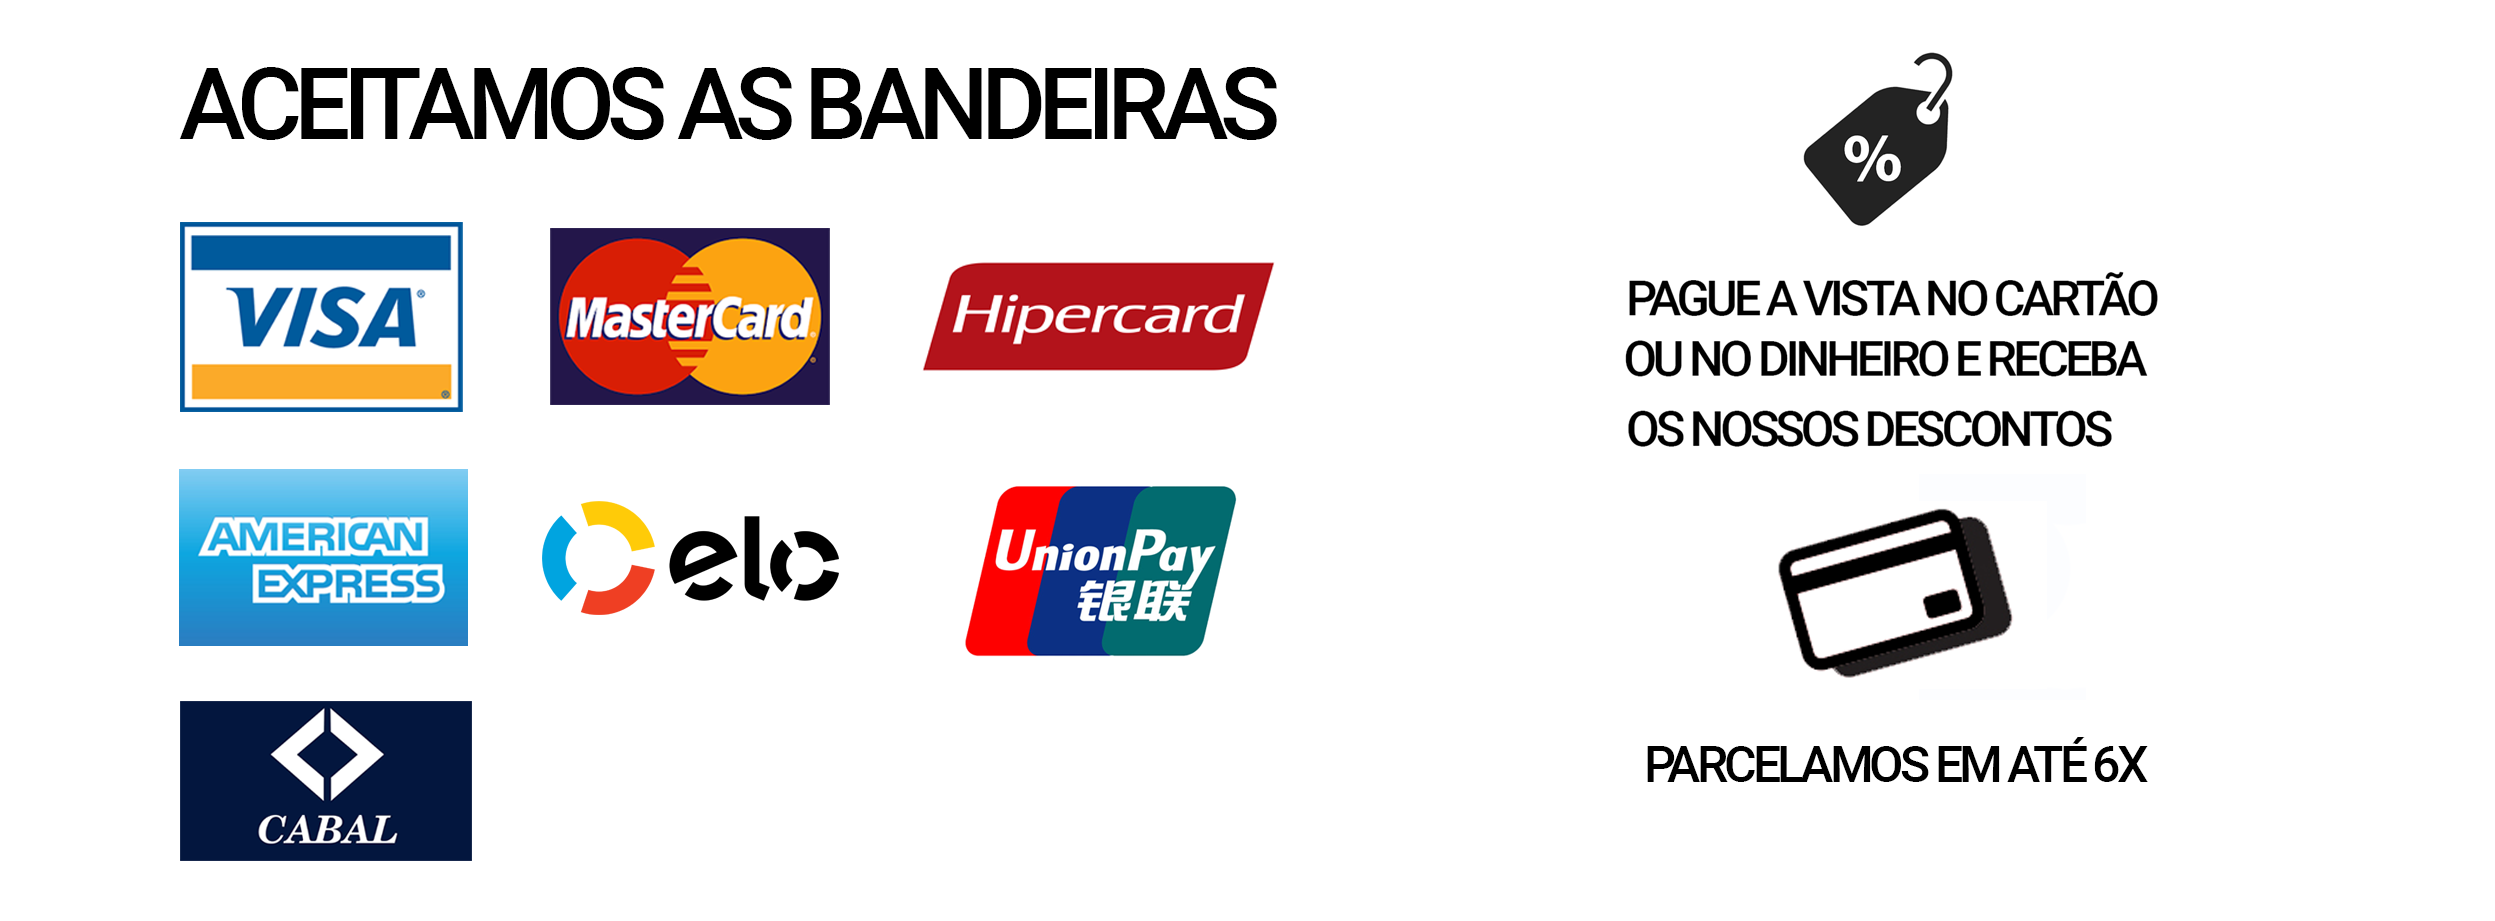 ACEITAMOS AS BANDEIRAS
VISA
MasterCard
Hipercard
AMERICAN
EXPRESS
elo
UnionPay
银联
CABAL
%
PAGUE A VISTA NO CARTÃO
OU NO DINHEIRO E RECEBA
OS NOSSOS DESCONTOS
PARCELAMOS EM ATÉ 6X